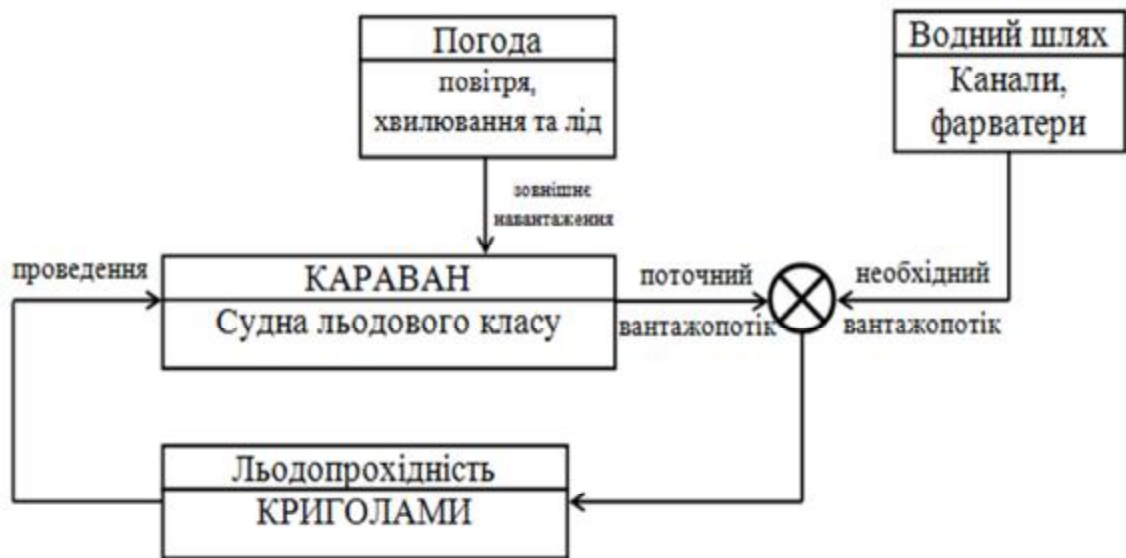 Погода
повітря,
хвилювання та лід
Водний шлях
Канали,
фарватери
зовнішнє
навантаження
проведення
КАРАВАН
Судна льодового класу
поточний
вантажопотік
необхідний
вантажопотік
Льодопрохідність
КРИГОЛАМИ